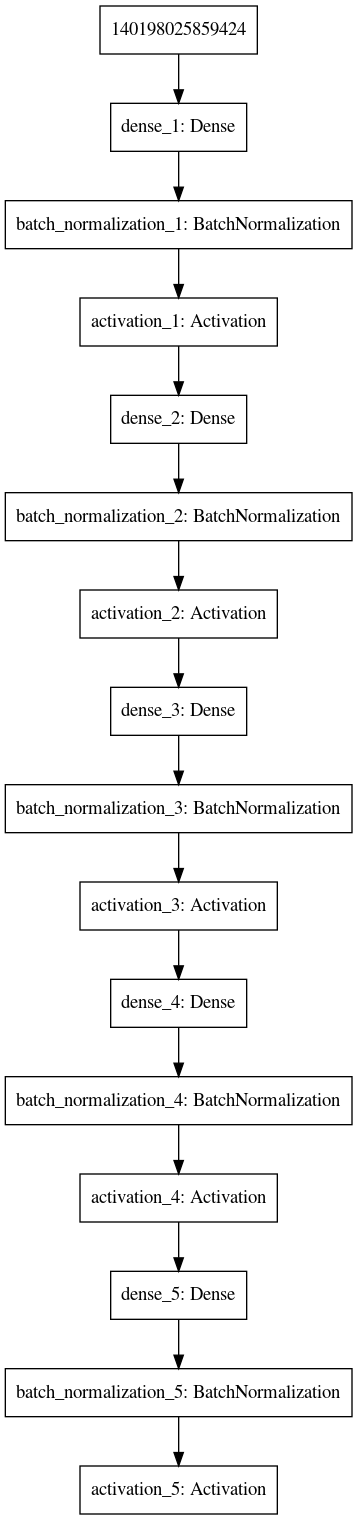 140198025859424
dense_1: Dense
batch_normalization_1: BatchNormalization
activation_1: Activation
dense_2: Dense
batch_normalization_2: BatchNormalization
activation_2: Activation
dense_3: Dense
batch_normalization_3: BatchNormalization
activation_3: Activation
dense_4: Dense
batch_normalization_4: BatchNormalization
activation_4: Activation
dense_5: Dense
batch_normalization_5: BatchNormalization
activation_5: Activation